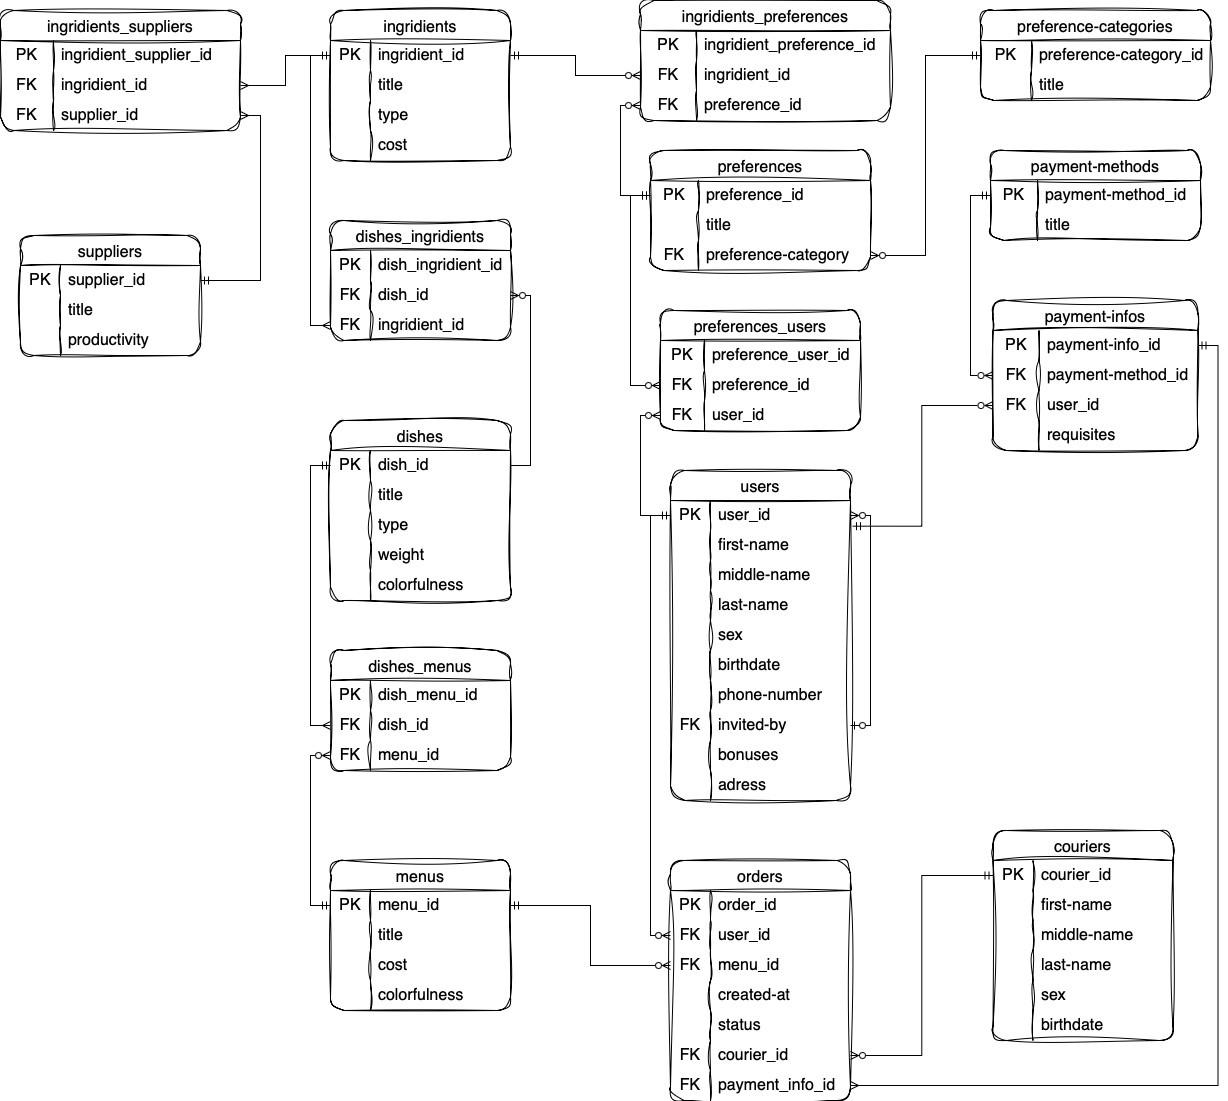 ingridients_suppliers
PK ingridient_supplier_id
FK ingridient_id
FK supplier_id
suppliers
PK supplier_id
title
productivity
ingridients
PK ingridient_id
title
type
cost
dishes_ingridients
PK dish_ingridient_id
FK dish_id
FK ingridient_id
dishes
PK dish_id
title
type
weight
colorfulness
dishes_menus
PK dish_menu_id
FK dish_id
FK menu_id
menus
PK menu_id
title
cost
colorfulness
ingridients_preferences
PK ingridient_preference_id
FK ingridient_id
FK preference_id
preferences
PK preference_id
title
FK preference-category
preferences_users
PK preference_user_id
FK preference_id
FK user_id
users
PK user_id
first-name
middle-name
last-name
sex
birthdate
phone-number
FK invited-by
bonuses
adress
orders
PK order_id
FK user_id
FK menu_id
created-at
status
FK courier_id
FK payment_info_id
preference-categories
PK preference-category_id
title
payment-methods
PK payment-method_id
title
payment-infos
PK payment-info_id
FK payment-method_id
FK user_id
requisites
couriers
PK courier_id
first-name
middle-name
last-name
sex
birthdate